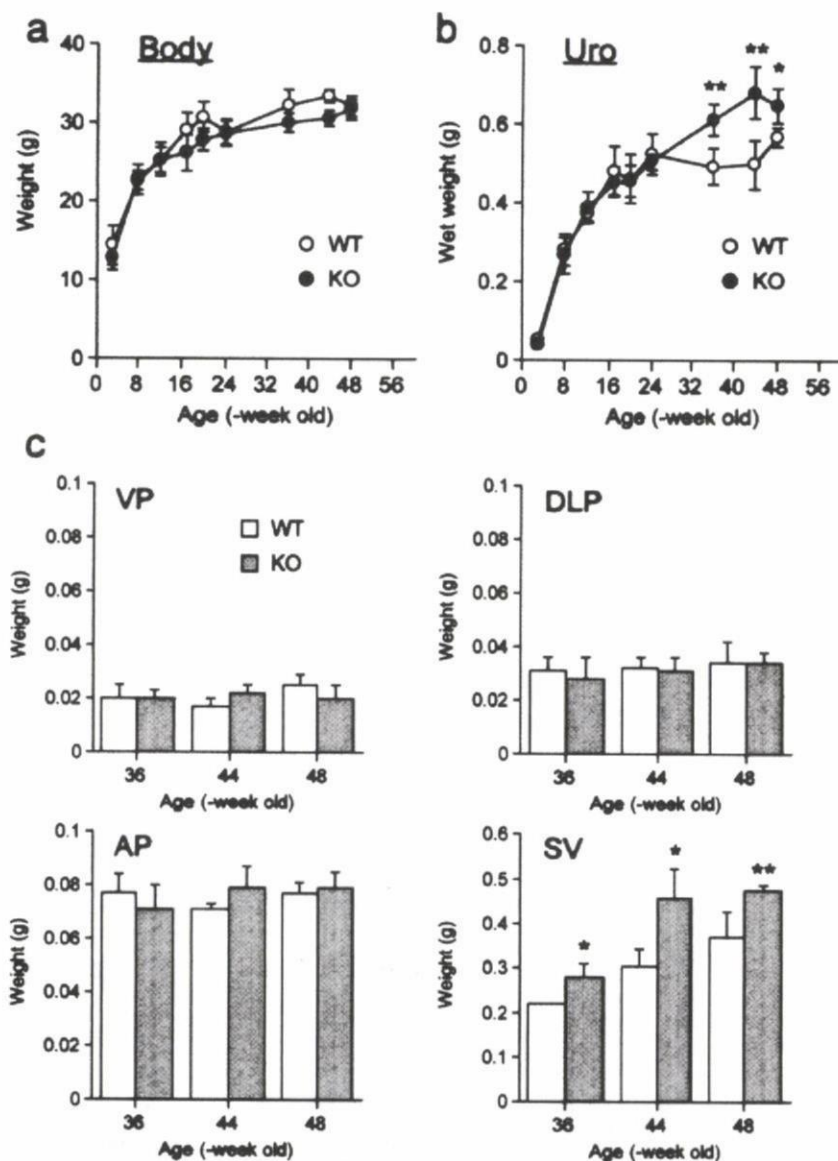 a Body
40
30
20
10
0
Weight (g)
WT
KO
0 8 16 24 32 40 48 56
Age (-week old)
b Uro
** ** *
0.8
0.6
0.4
0.2
0
Wet weight (g)
WT
KO
0 8 16 24 32 40 48 56
Age (-week old)
c
VP
0.1
0.08
0.06
0.04
0.02
0
Weight (g)
WT
KO
36 44 48
Age (-week old)
DLP
0.1
0.08
0.06
0.04
0.02
0
Weight (g)
36 44 48
Age (-week old)
AP
0.1
0.08
0.06
0.04
0.02
0
Weight (g)
36 44 48
Age (-week old)
SV
0.6
0.5
0.4
0.3
0.2
0.1
0
Weight (g)
* * **
36 44 48
Age (-week old)